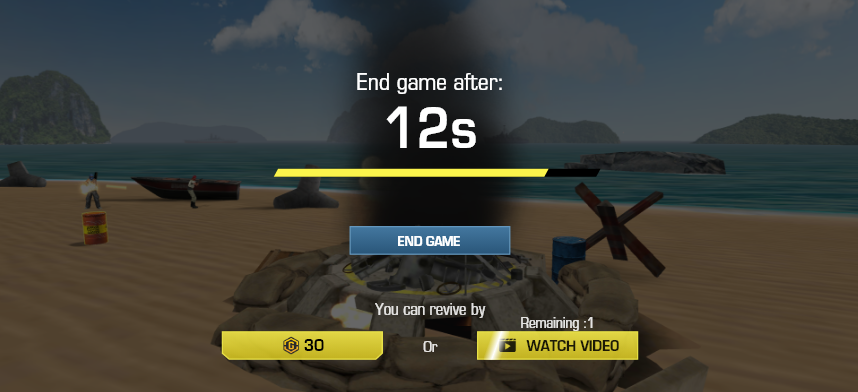 End game after:
12s
END GAME
You can revive by
Remaining :1
30
Or
WATCH VIDEO